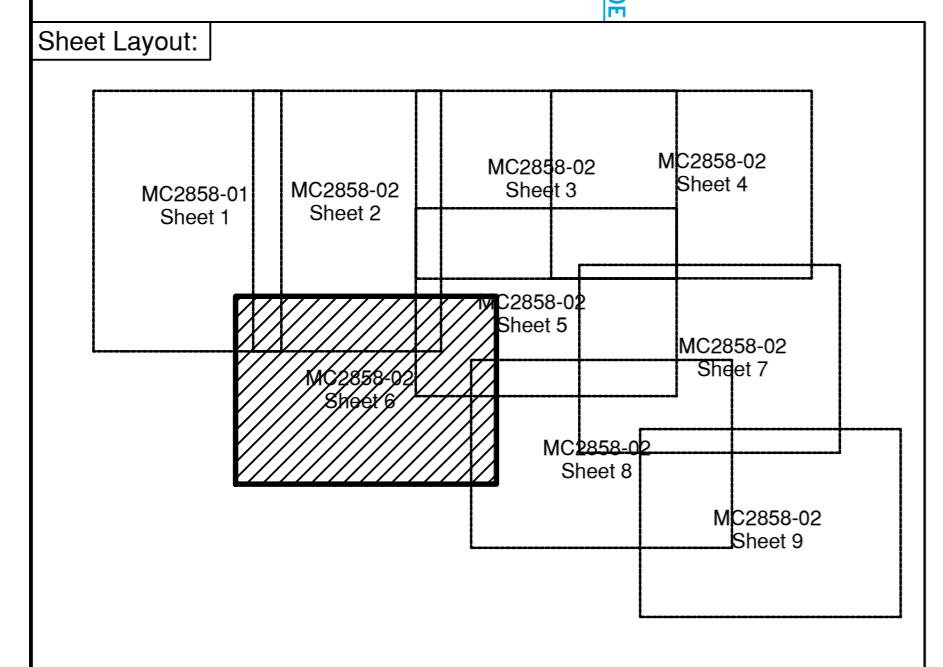 DE
Sheet Layout:
MC2858-01
Sheet 1
MC2858-02
Sheet 2
MC2858-02
Sheet 3
MC2858-02
Sheet 4
MC2858-02
Sheet 5
MC2858-02
Sheet 6
MC2858-02
Sheet 7
MC2858-02
Sheet 8
MC2858-02
Sheet 9